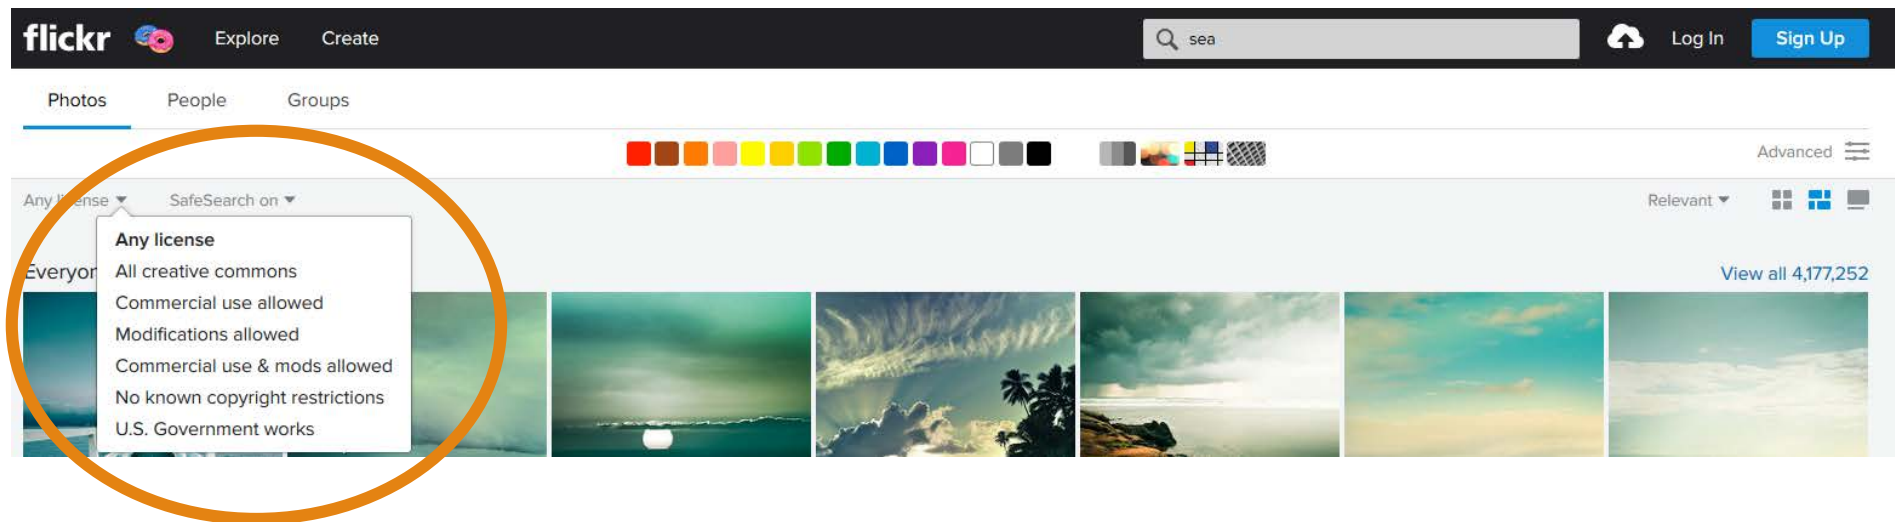 flickr Explore Create sea Log In Sign Up
Photos People Groups
Advanced
Any license SafeSearch on Relevant
Any license
All creative commons
View all 4,177,252
Commercial use allowed
Modifications allowed
Commercial use & mods allowed
No known copyright restrictions
U.S. Government works